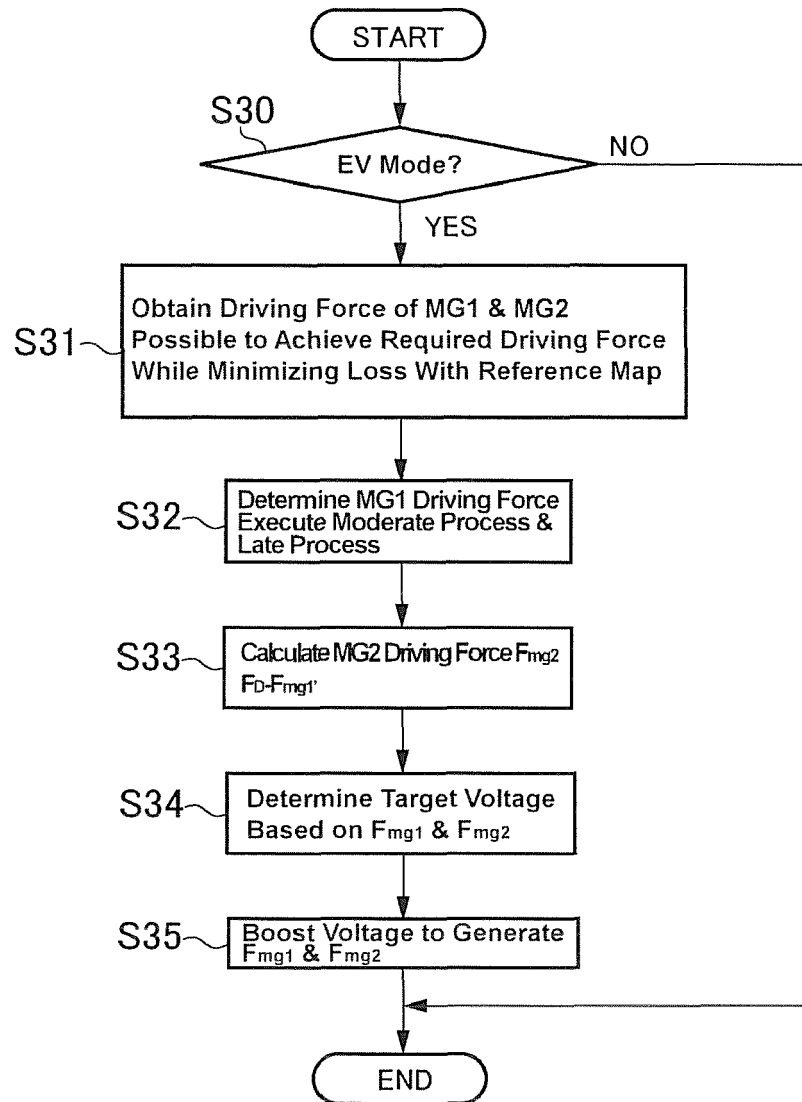 START
S30
EV Mode?
NO
YES
S31
Obtain Driving Force of MG1 & MG2
Possible to Achieve Required Driving Force
While Minimizing Loss With Reference Map
S32
Determine MG1 Driving Force
Execute Moderate Process &
Late Process
S33
Calculate MG2 Driving Force Fmg2
FD-Fmg1'
S34
Determine Target Voltage
Based on Fmg1 & Fmg2
S35
Boost Voltage to Generate
Fmg1 & Fmg2
END